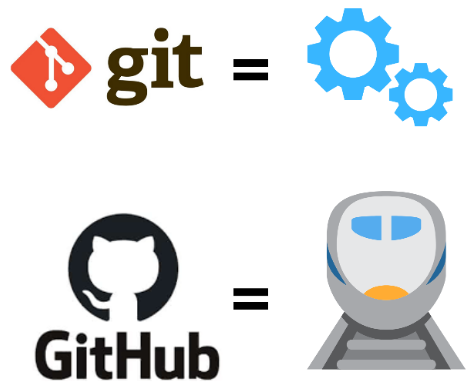 git =
GitHub =